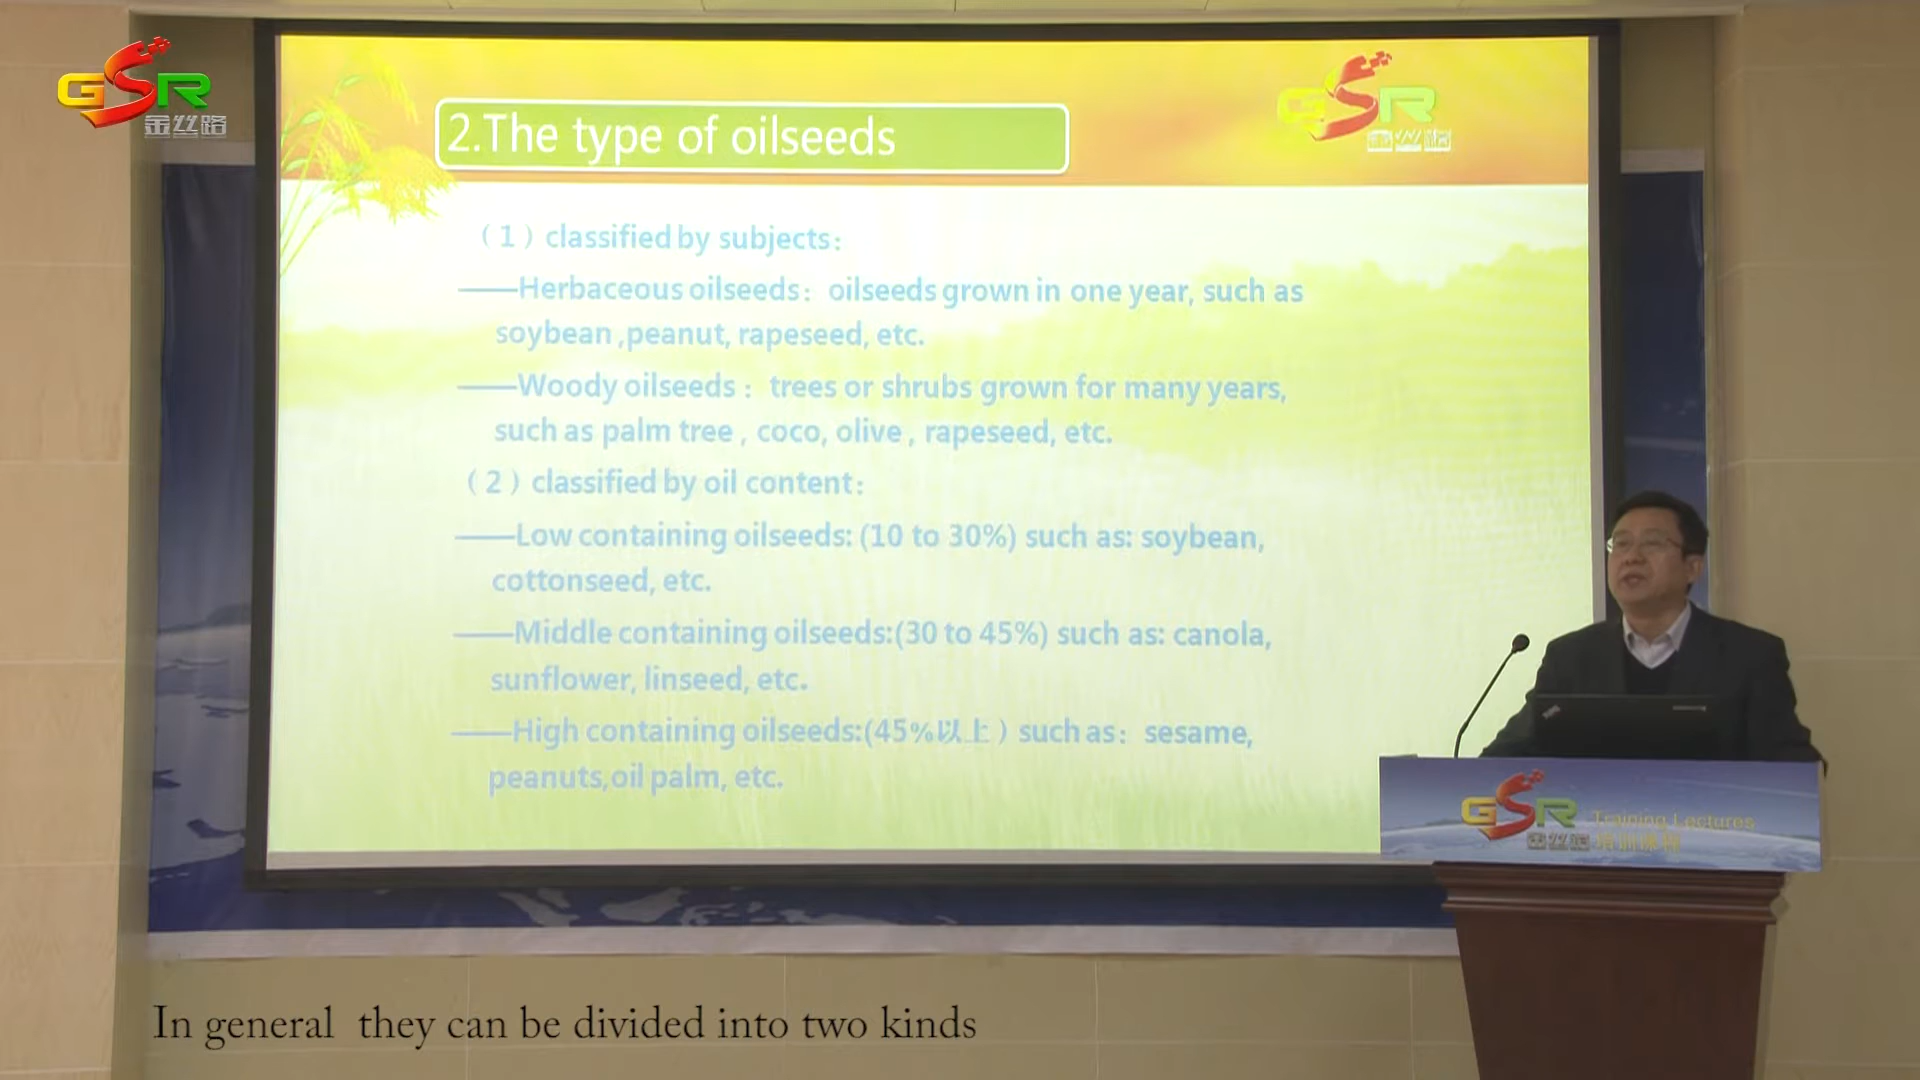 GSR
金丝路
2.The type of oilseeds
GSR
金丝路
（1）classified by subjects：
——Herbaceous oilseeds：oilseeds grown in one year, such as
soybean ,peanut, rapeseed, etc.
——Woody oilseeds：trees or shrubs grown for many years,
such as palm tree , coco, olive , rapeseed, etc.
（2）classified by oil content：
——Low containing oilseeds: (10 to 30%) such as: soybean,
cottonseed, etc.
——Middle containing oilseeds:(30 to 45%) such as: canola,
sunflower, linseed, etc.
——High containing oilseeds:(45%以上）such as：sesame,
peanuts,oil palm, etc.
GSR Training Lectures
金丝路 培训课程
In general they can be divided into two kinds